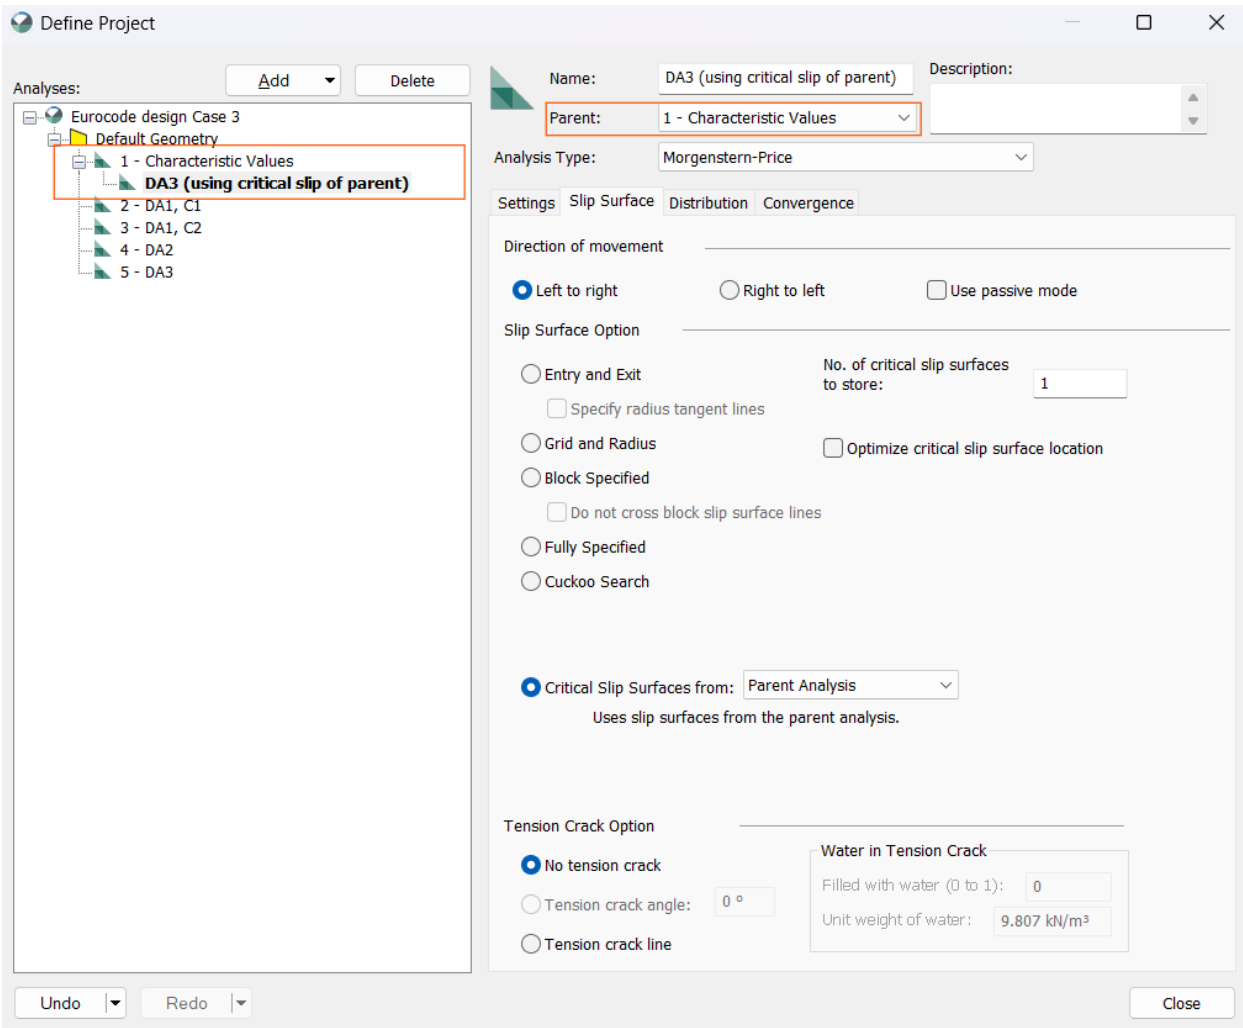 Define Project
Analyses:
Add
Delete
Eurocode design Case 3
Default Geometry
1 - Characteristic Values
DA3 (using critical slip of parent)
2 - DA1, C1
3 - DA1, C2
4 - DA2
5 - DA3
Name:
DA3 (using critical slip of parent)
Description:
Parent:
1 - Characteristic Values
Analysis Type:
Morgenstern-Price
Settings
Slip Surface
Distribution
Convergence
Direction of movement
Left to right
Right to left
Use passive mode
Slip Surface Option
Entry and Exit
Specify radius tangent lines
Grid and Radius
Block Specified
Do not cross block slip surface lines
Fully Specified
Cuckoo Search
No. of critical slip surfaces
to store:
1
Optimize critical slip surface location
Critical Slip Surfaces from:
Parent Analysis
Uses slip surfaces from the parent analysis.
Tension Crack Option
No tension crack
Tension crack angle:
0 °
Tension crack line
Water in Tension Crack
Filled with water (0 to 1):
0
Unit weight of water:
9.807 kN/m³
Undo
Redo
Close